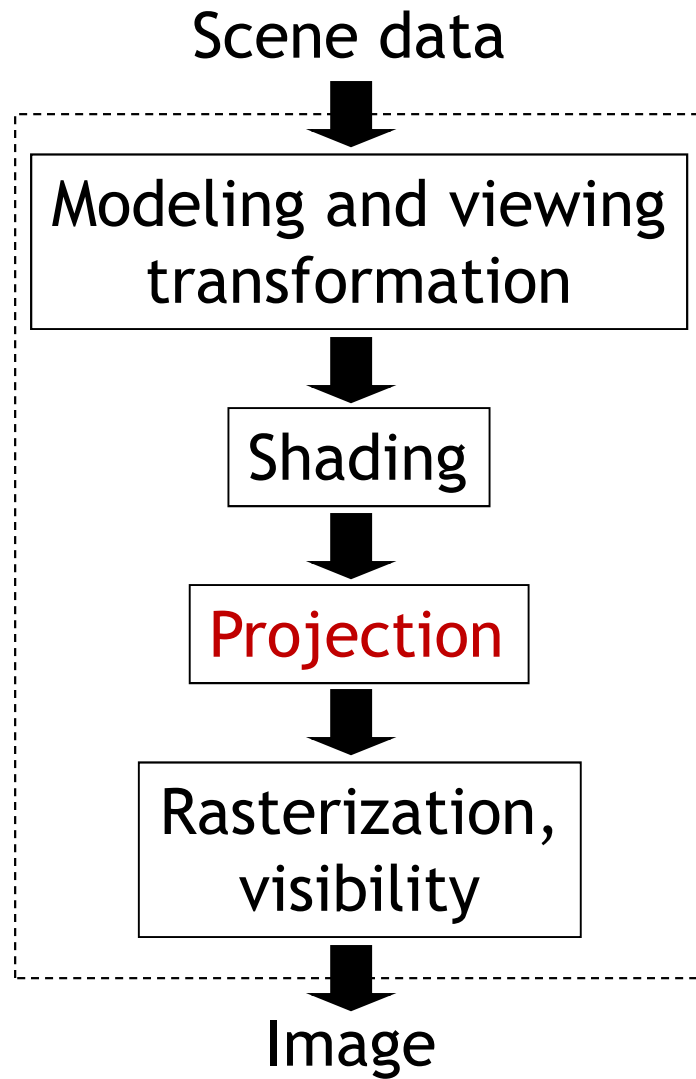 Scene data
Modeling and viewing
transformation
Shading
Projection
Rasterization,
visibility
Image